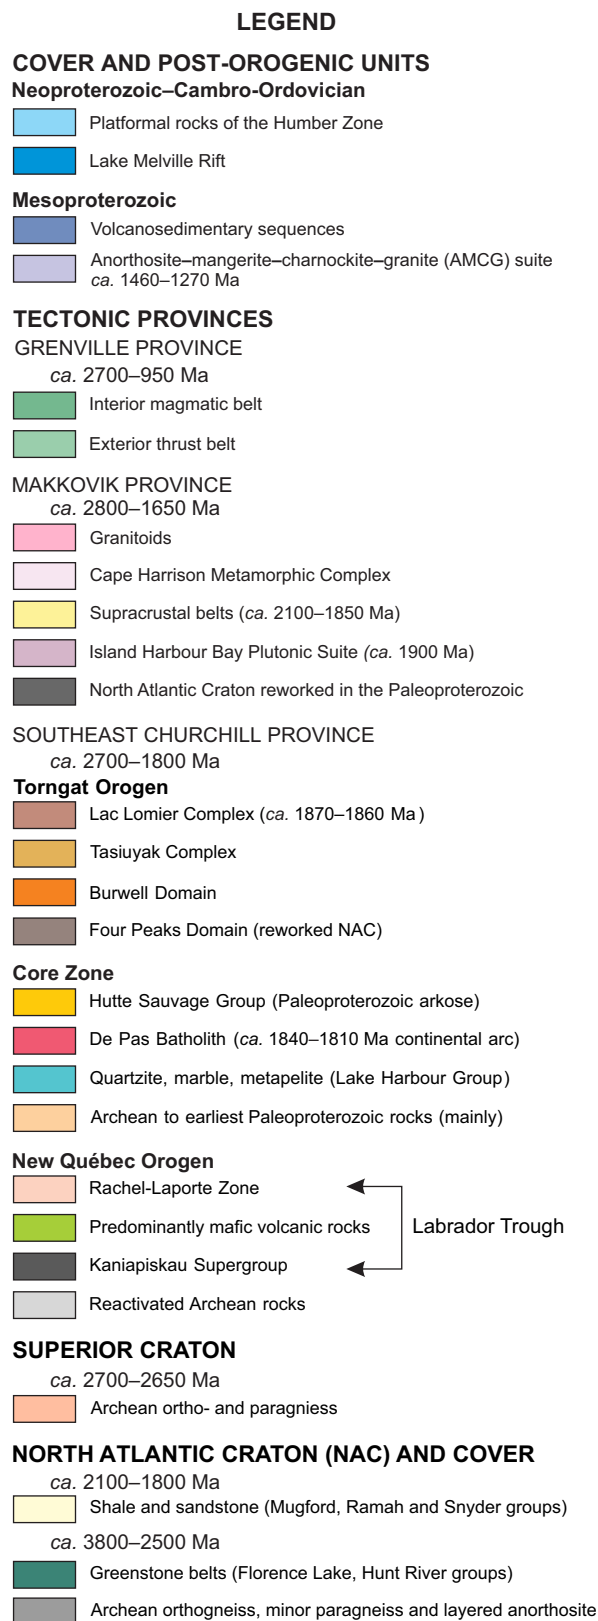 LEGEND
COVER AND POST-OROGENIC UNITS
Neoproterozoic–Cambro-Ordovician
Platformal rocks of the Humber Zone
Lake Melville Rift
Mesoproterozoic
Volcanosedimentary sequences
Anorthosite–mangerite–charnockite–granite (AMCG) suite
ca. 1460–1270 Ma
TECTONIC PROVINCES
GRENVILLE PROVINCE
ca. 2700–950 Ma
Interior magmatic belt
Exterior thrust belt
MAKKOVIK PROVINCE
ca. 2800–1650 Ma
Granitoids
Cape Harrison Metamorphic Complex
Supracrustal belts (ca. 2100–1850 Ma)
Island Harbour Bay Plutonic Suite (ca. 1900 Ma)
North Atlantic Craton reworked in the Paleoproterozoic
SOUTHEAST CHURCHILL PROVINCE
ca. 2700–1800 Ma
Torngat Orogen
Lac Lomier Complex (ca. 1870–1860 Ma)
Tasiuyak Complex
Burwell Domain
Four Peaks Domain (reworked NAC)
Core Zone
Hutte Sauvage Group (Paleoproterozoic arkose)
De Pas Batholith (ca. 1840–1810 Ma continental arc)
Quartzite, marble, metapelite (Lake Harbour Group)
Archean to earliest Paleoproterozoic rocks (mainly)
New Québec Orogen
Rachel-Laporte Zone
Predominantly mafic volcanic rocks
Labrador Trough
Kaniapiskau Supergroup
Reactivated Archean rocks
SUPERIOR CRATON
ca. 2700–2650 Ma
Archean ortho- and paragniess
NORTH ATLANTIC CRATON (NAC) AND COVER
ca. 2100–1800 Ma
Shale and sandstone (Mugford, Ramah and Snyder groups)
ca. 3800–2500 Ma
Greenstone belts (Florence Lake, Hunt River groups)
Archean orthogneiss, minor paragneiss and layered anorthosite